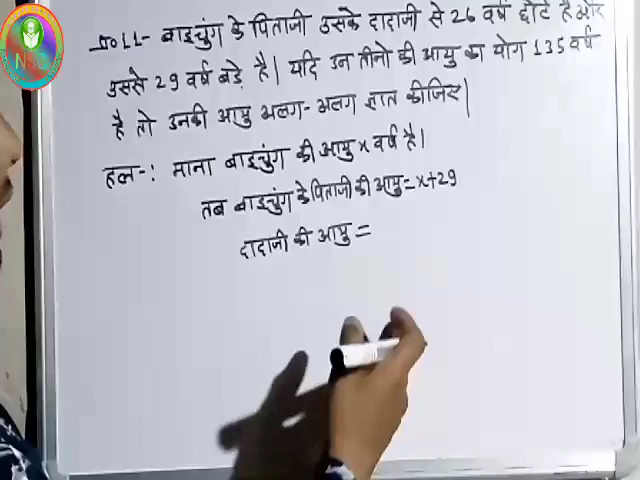 प्र०11- बाइचुंग के पिताजी उसके दादाजी से 26 वर्ष छोटे है और
उससे 29 वर्ष बड़े है। यदि उन तीनो की आयु का योग 135 वर्ष
है तो उनकी आयु अलग-अलग ज्ञात कीजिए|
हल-: माना बाइचुंग की आयु x वर्ष है।
तब बाइचुंग के पिताजी की आयु = x+29
दादाजी की आयु =